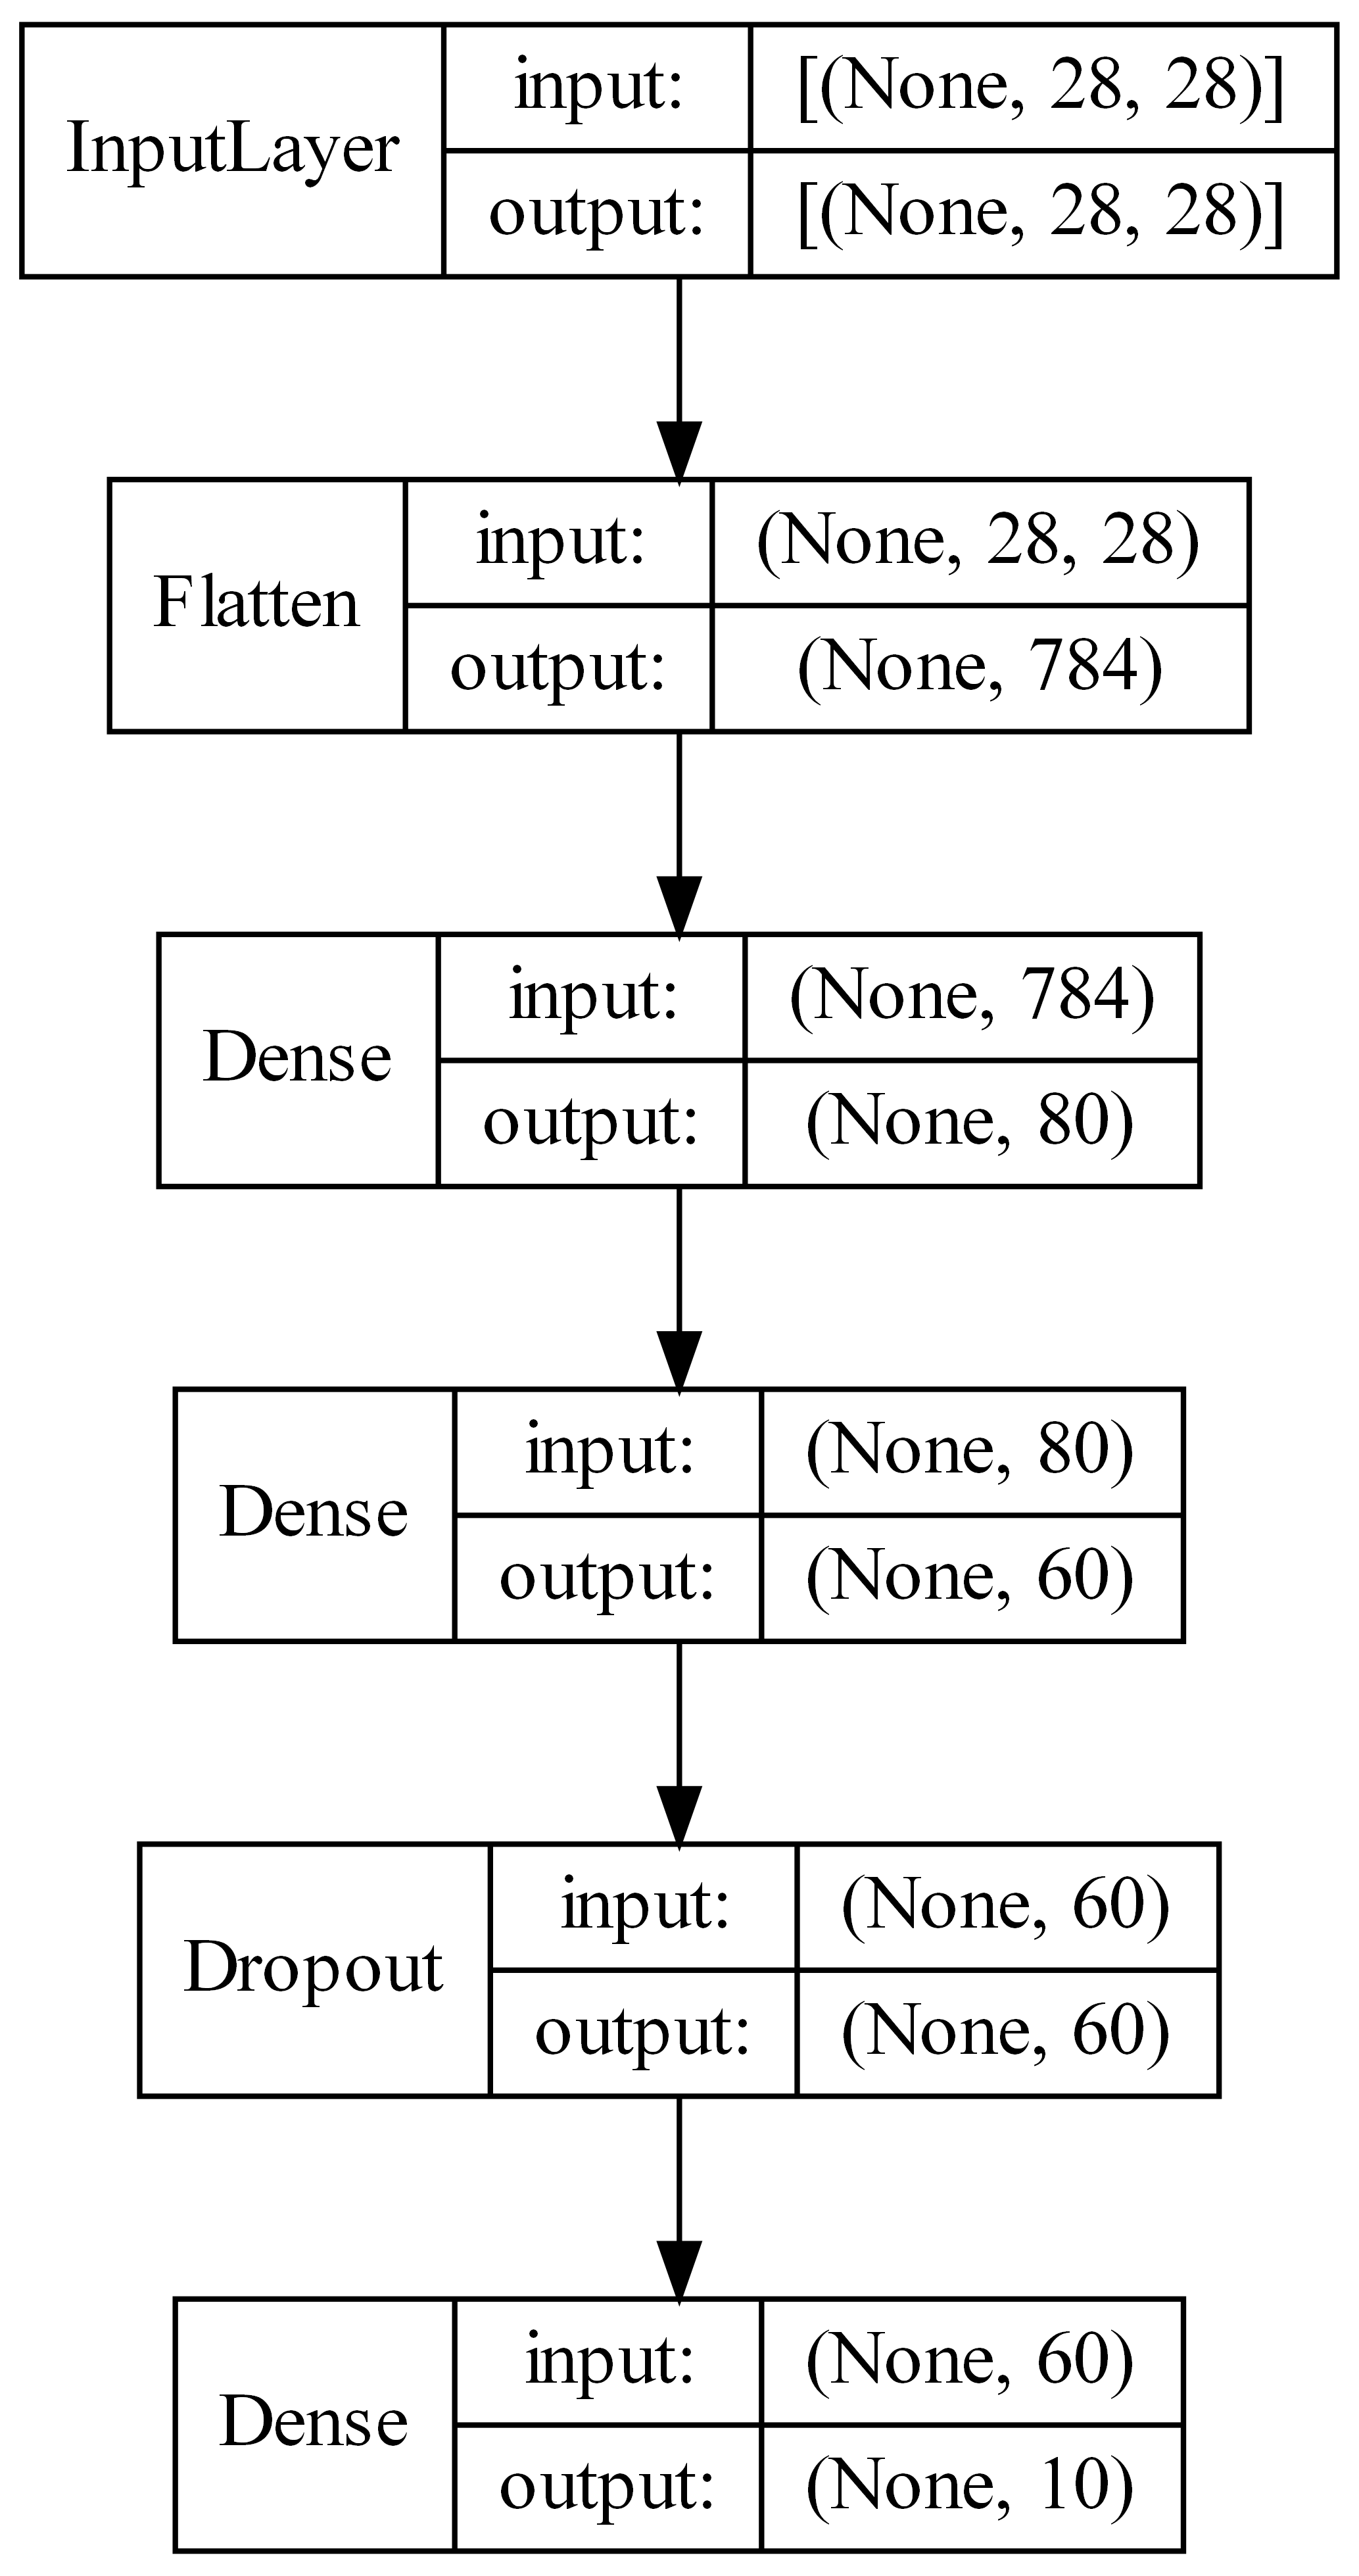 InputLayer
input: [(None, 28, 28)]
output: [(None, 28, 28)]
Flatten
input: (None, 28, 28)
output: (None, 784)
Dense
input: (None, 784)
output: (None, 80)
Dense
input: (None, 80)
output: (None, 60)
Dropout
input: (None, 60)
output: (None, 60)
Dense
input: (None, 60)
output: (None, 10)